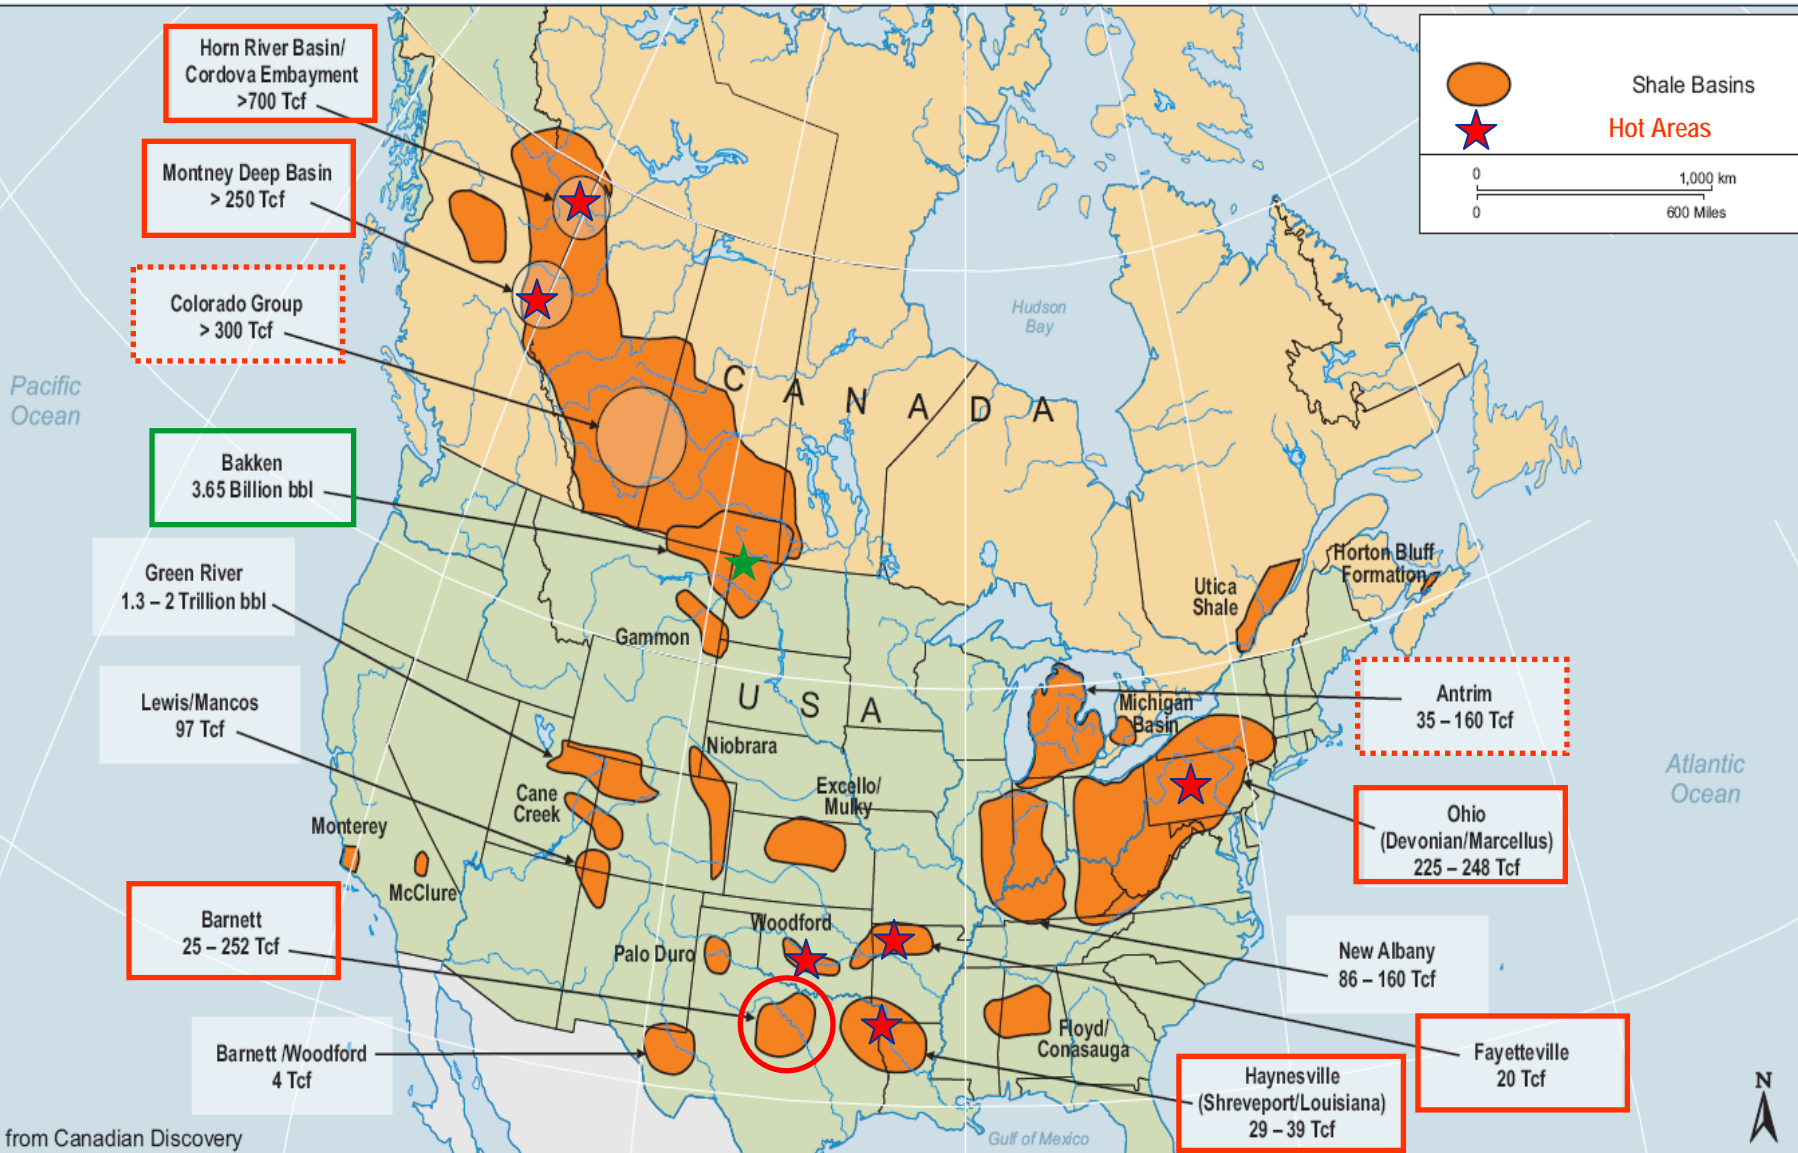 Horn River Basin/
Cordova Embayment
>700 Tcf
Montney Deep Basin
> 250 Tcf
Colorado Group
> 300 Tcf
Bakken
3.65 Billion bbl
Green River
1.3 – 2 Trillion bbl
Lewis/Mancos
97 Tcf
Barnett
25 – 252 Tcf
Barnett /Woodford
4 Tcf
from Canadian Discovery
Pacific
Ocean
Shale Basins
Hot Areas
0
1,000 km
0
600 Miles
Hudson
Bay
CANADA
USA
Gammon
Niobrara
Cane
Creek
Excello/
Mulky
Monterey
McClure
Woodford
Palo Duro
Michigan
Basin
Utica
Shale
Horton Bluff
Formation
Floyd/
Conasauga
Gulf of Mexico
Antrim
35 – 160 Tcf
Atlantic
Ocean
Ohio
(Devonian/Marcellus)
225 – 248 Tcf
New Albany
86 – 160 Tcf
Fayetteville
20 Tcf
Haynesville
(Shreveport/Louisiana)
29 – 39 Tcf
N